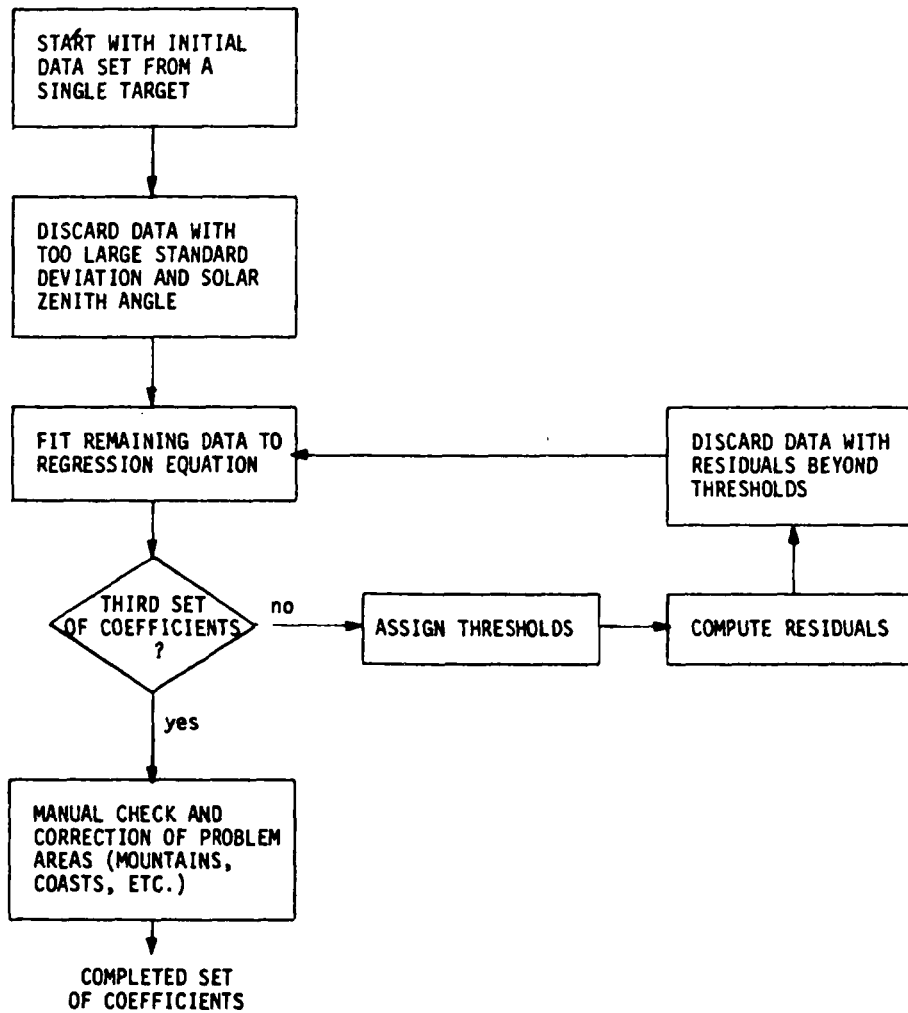 START WITH INITIAL
DATA SET FROM A
SINGLE TARGET
DISCARD DATA WITH
TOO LARGE STANDARD
DEVIATION AND SOLAR
ZENITH ANGLE
FIT REMAINING DATA TO
REGRESSION EQUATION
DISCARD DATA WITH
RESIDUALS BEYOND
THRESHOLDS
THIRD SET
OF COEFFICIENTS
?
no
ASSIGN THRESHOLDS
COMPUTE RESIDUALS
yes
MANUAL CHECK AND
CORRECTION OF PROBLEM
AREAS (MOUNTAINS,
COASTS, ETC.)
COMPLETED SET
OF COEFFICIENTS